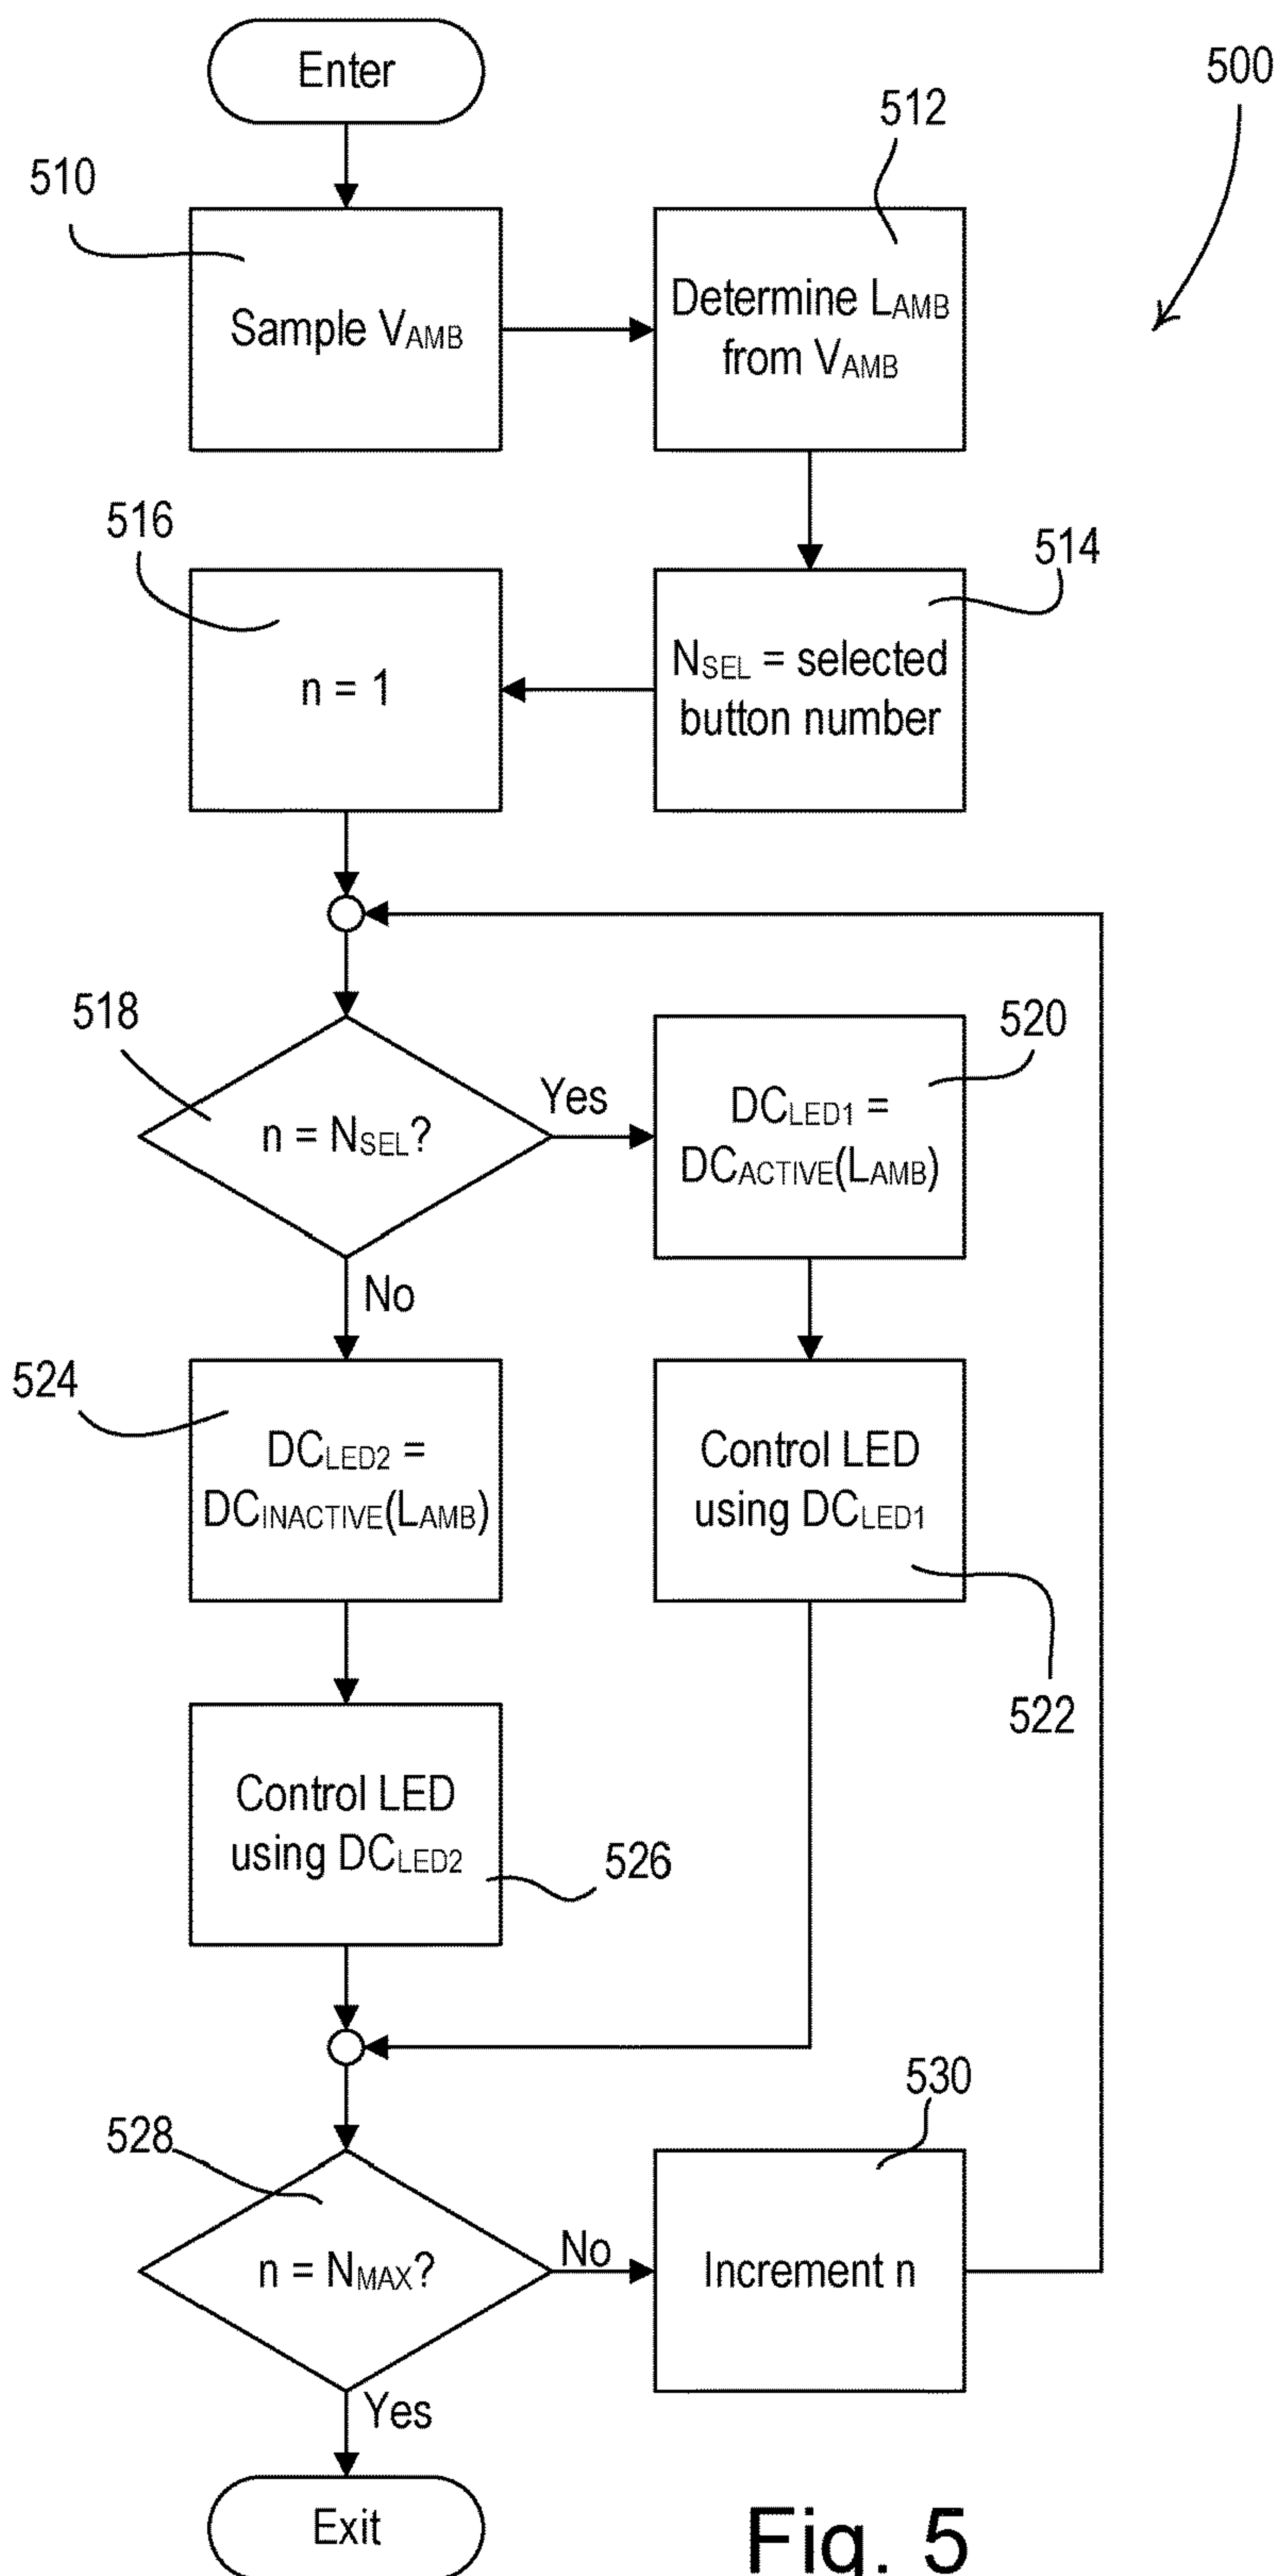 Enter
500
512
510
Sample VAMB
Determine LAMB
from VAMB
516
514
n = 1
NSEL = selected
button number
518
520
n = NSEL?
Yes
DCLED1 =
DCACTIVE(LAMB)
No
524
DCLED2 =
DCINACTIVE(LAMB)
Control LED
using DCLED1
522
Control LED
using DCLED2
526
530
528
n = NMAX?
No
Increment n
Yes
Exit
Fig. 5